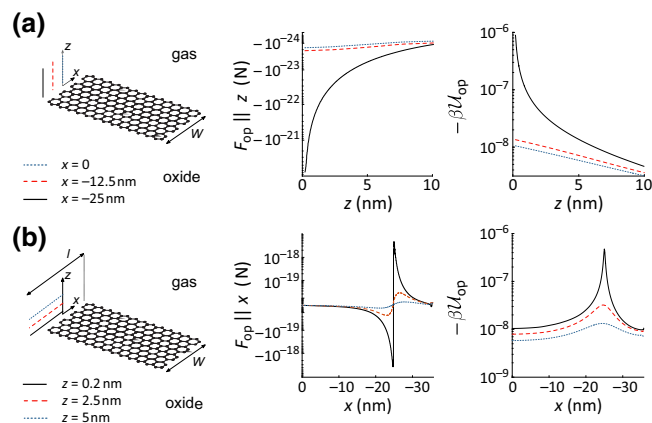 (a)
z
gas
x
W
x = 0
x = −12.5 nm
oxide
x = −25 nm
F_op || z (N)
−10⁻²⁴
−10⁻²³
−10⁻²²
−10⁻²¹
0 5 10
z (nm)
−β𝒰_op
10⁻⁶
10⁻⁷
10⁻⁸
0 5 10
z (nm)
(b)
l
z
gas
x
W
z = 0.2 nm
z = 2.5 nm
oxide
z = 5 nm
F_op || x (N)
10⁻¹⁸
10⁻¹⁹
−10⁻¹⁹
−10⁻¹⁸
0 −10 −20 −30
x (nm)
−β𝒰_op
10⁻⁶
10⁻⁷
10⁻⁸
10⁻⁹
0 −10 −20 −30
x (nm)